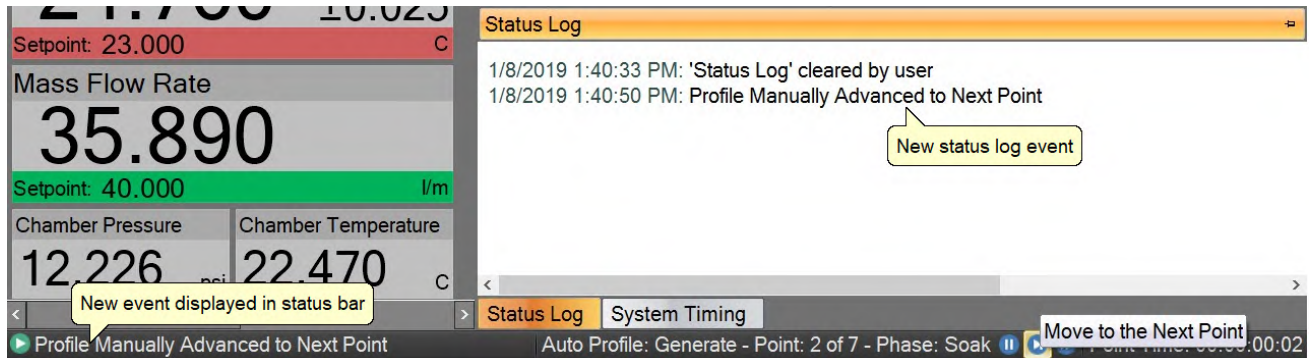 ±0.025
Setpoint: 23.000 C
Mass Flow Rate
35.890
Setpoint: 40.000 l/m
Chamber Pressure Chamber Temperature
12.226 psi 22.470 C
New event displayed in status bar
Profile Manually Advanced to Next Point
Status Log
1/8/2019 1:40:33 PM: 'Status Log' cleared by user
1/8/2019 1:40:50 PM: Profile Manually Advanced to Next Point
New status log event
Status Log System Timing
Move to the Next Point
Auto Profile: Generate - Point: 2 of 7 - Phase: Soak :00:02